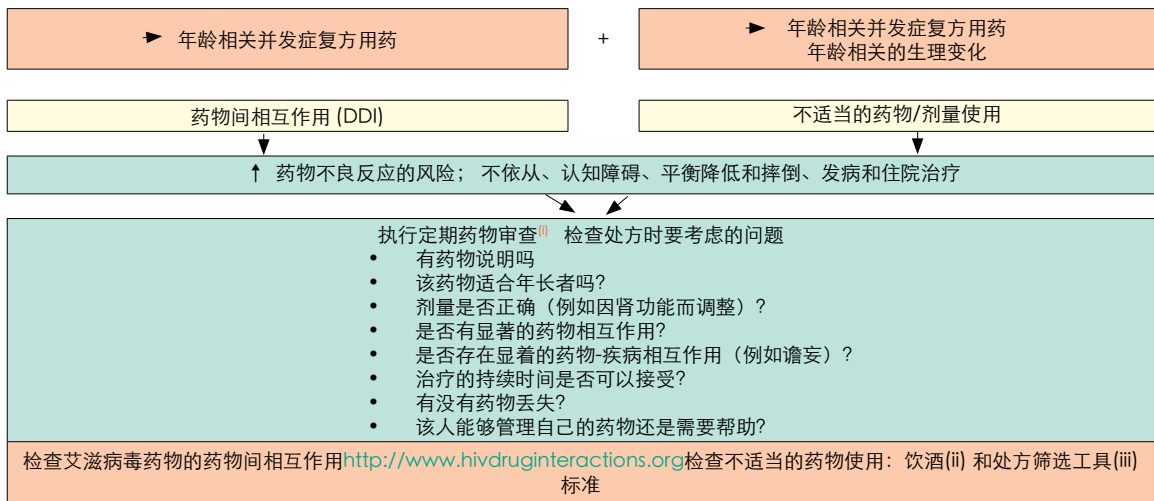 年龄相关并发症复方用药
+
年龄相关并发症复方用药
年龄相关的生理变化
药物间相互作用 (DDI)
不适当的药物/剂量使用
↑ 药物不良反应的风险； 不依从、认知障碍、平衡降低和摔倒、发病和住院治疗
执行定期药物审查(i) 检查处方时要考虑的问题
• 有药物说明吗
• 该药物适合年长者吗?
• 剂量是否正确（例如因肾功能而调整）?
• 是否有显著的药物相互作用?
• 是否存在显着的药物-疾病相互作用（例如谵妄）?
• 治疗的持续时间是否可以接受?
• 有没有药物丢失?
• 该人能够管理自己的药物还是需要帮助?
检查艾滋病毒药物的药物间相互作用http://www.hivdruginteractions.org检查不适当的药物使用：饮酒(ii) 和处方筛选工具(iii)
标准